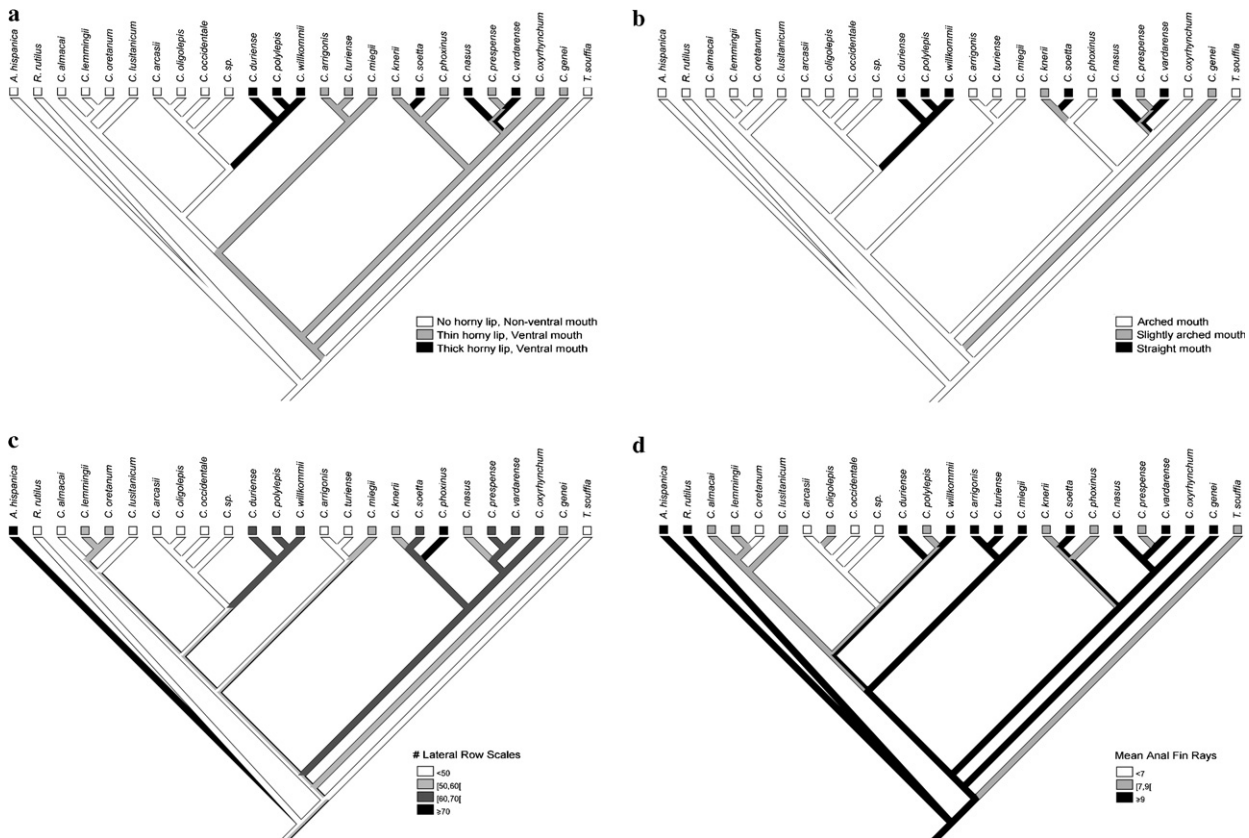 a
A. hispanica
R. rutilus
C. almacai
C. lemmingii
C. oretanum
C. lusitanicum
C. arcasii
C. oligolepis
C. occidentale
C. sp.
C. duriense
C. polylepis
C. willkommii
C. arrigonis
C. turiense
C. miegii
C. knerii
C. soetta
C. phoxinus
C. nasus
C. prespense
C. vardarense
C. oxyrhynchum
C. genei
T. souffia
No horny lip, Non-ventral mouth
Thin horny lip, Ventral mouth
Thick horny lip, Ventral mouth
b
A. hispanica
R. rutilus
C. almacai
C. lemmingii
C. oretanum
C. lusitanicum
C. arcasii
C. oligolepis
C. occidentale
C. sp.
C. duriense
C. polylepis
C. willkommii
C. arrigonis
C. turiense
C. miegii
C. knerii
C. soetta
C. phoxinus
C. nasus
C. prespense
C. vardarense
C. oxyrhynchum
C. genei
T. souffia
Arched mouth
Slightly arched mouth
Straight mouth
c
A. hispanica
R. rutilus
C. almacai
C. lemmingii
C. oretanum
C. lusitanicum
C. arcasii
C. oligolepis
C. occidentale
C. sp.
C. duriense
C. polylepis
C. willkommii
C. arrigonis
C. turiense
C. miegii
C. knerii
C. soetta
C. phoxinus
C. nasus
C. prespense
C. vardarense
C. oxyrhynchum
C. genei
T. souffia
# Lateral Row Scales
<50
[50,60[
[60,70[
≥70
d
A. hispanica
R. rutilus
C. almacai
C. lemmingii
C. oretanum
C. lusitanicum
C. arcasii
C. oligolepis
C. occidentale
C. sp.
C. duriense
C. polylepis
C. willkommii
C. arrigonis
C. turiense
C. miegii
C. knerii
C. soetta
C. phoxinus
C. nasus
C. prespense
C. vardarense
C. oxyrhynchum
C. genei
T. souffia
Mean Anal Fin Rays
<7
[7,9[
≥9